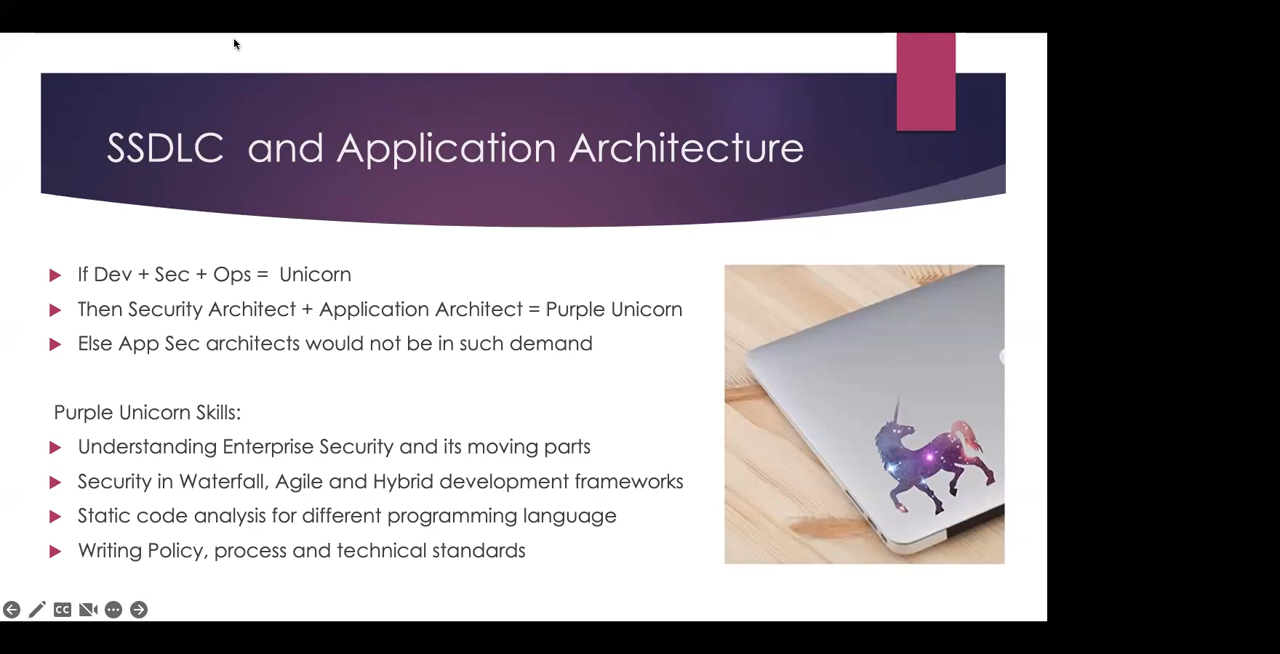 SSDLC and Application Architecture
If Dev + Sec + Ops = Unicorn
Then Security Architect + Application Architect = Purple Unicorn
Else App Sec architects would not be in such demand
Purple Unicorn Skills:
Understanding Enterprise Security and its moving parts
Security in Waterfall, Agile and Hybrid development frameworks
Static code analysis for different programming language
Writing Policy, process and technical standards
CC